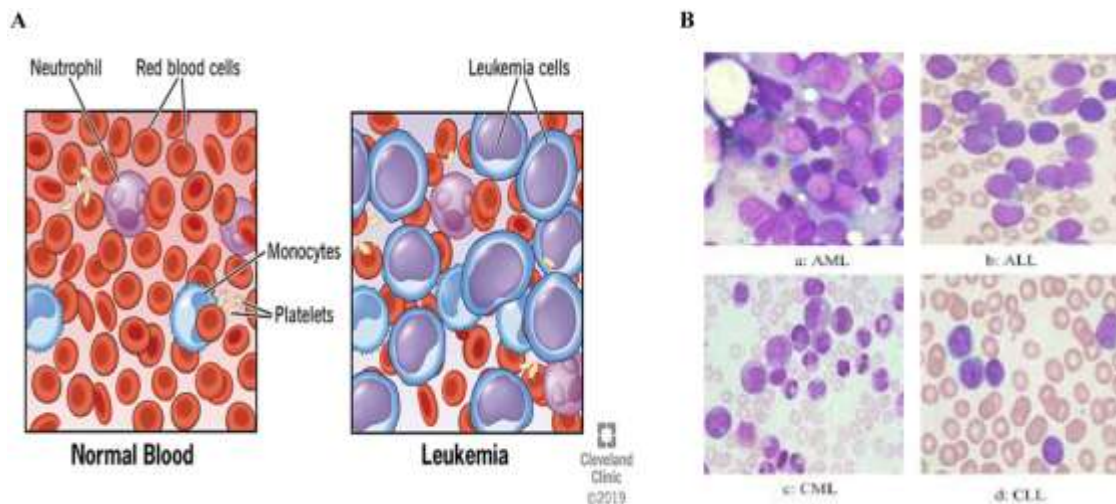 A
Neutrophil
Red blood cells
Leukemia cells
Monocytes
Platelets
Normal Blood
Leukemia
Cleveland
Clinic
©2019
B
a: AML
b: ALL
c: CML
d: CLL